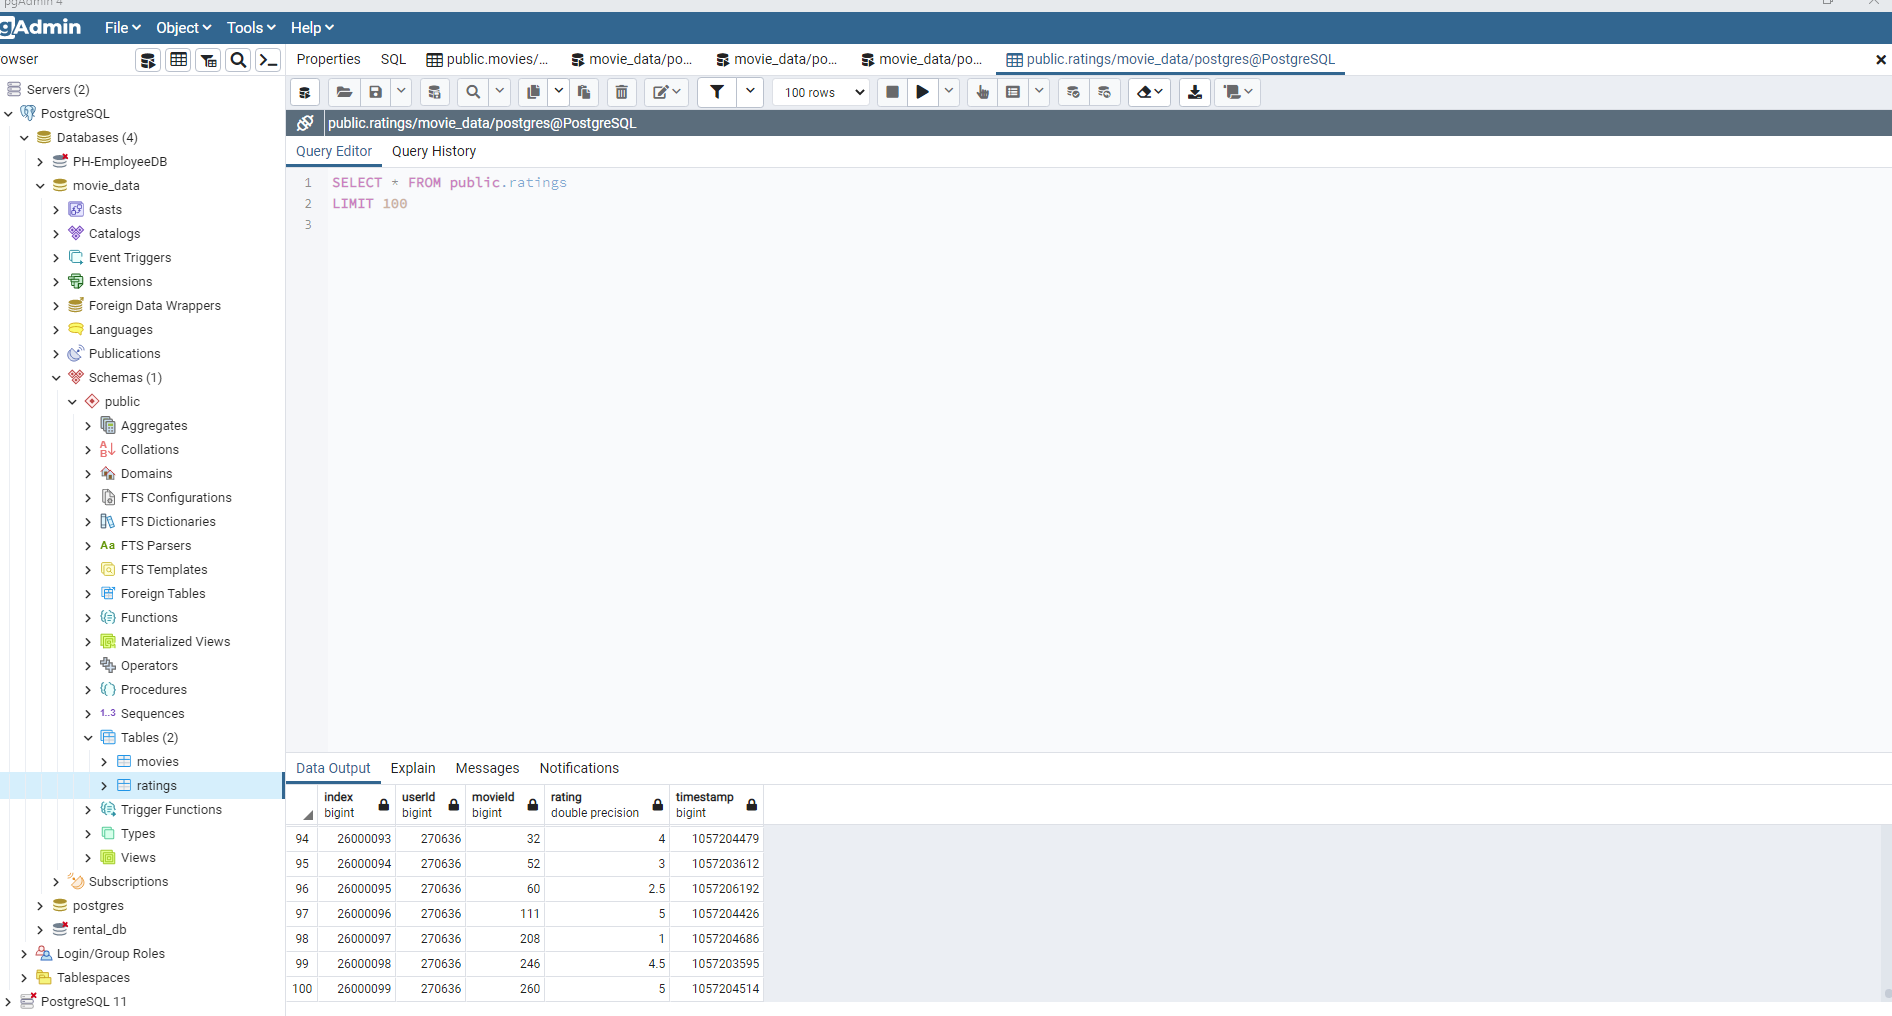 pgAdmin 4
gAdmin File Object Tools Help
owser
Properties SQL public.movies/... movie_data/po... movie_data/po... movie_data/po... public.ratings/movie_data/postgres@PostgreSQL
100 rows
public.ratings/movie_data/postgres@PostgreSQL
Query Editor Query History
1 SELECT * FROM public.ratings
2 LIMIT 100
3
Servers (2)
PostgreSQL
Databases (4)
PH-EmployeeDB
movie_data
Casts
Catalogs
Event Triggers
Extensions
Foreign Data Wrappers
Languages
Publications
Schemas (1)
public
Aggregates
Collations
Domains
FTS Configurations
FTS Dictionaries
Aa FTS Parsers
FTS Templates
Foreign Tables
Functions
Materialized Views
Operators
Procedures
1..3 Sequences
Tables (2)
movies
ratings
Trigger Functions
Types
Views
Subscriptions
postgres
rental_db
Login/Group Roles
Tablespaces
PostgreSQL 11
Data Output Explain Messages Notifications
index userId movieId rating timestamp
bigint bigint bigint double precision bigint
94 26000093 270636 32 4 1057204479
95 26000094 270636 52 3 1057203612
96 26000095 270636 60 2.5 1057206192
97 26000096 270636 111 5 1057204426
98 26000097 270636 208 1 1057204686
99 26000098 270636 246 4.5 1057203595
100 26000099 270636 260 5 1057204514